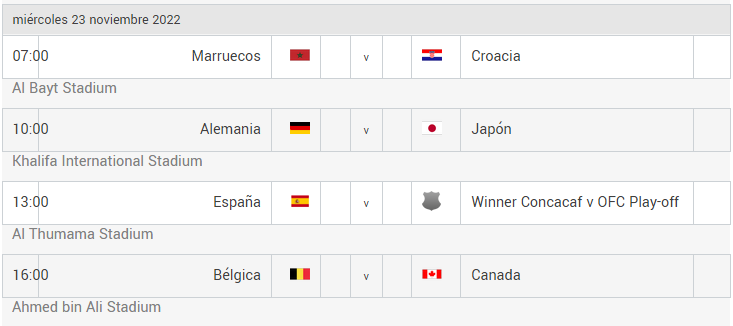 miércoles 23 noviembre 2022
07:00 Marruecos v Croacia
Al Bayt Stadium
10:00 Alemania v Japón
Khalifa International Stadium
13:00 España v Winner Concacaf v OFC Play-off
Al Thumama Stadium
16:00 Bélgica v Canada
Ahmed bin Ali Stadium